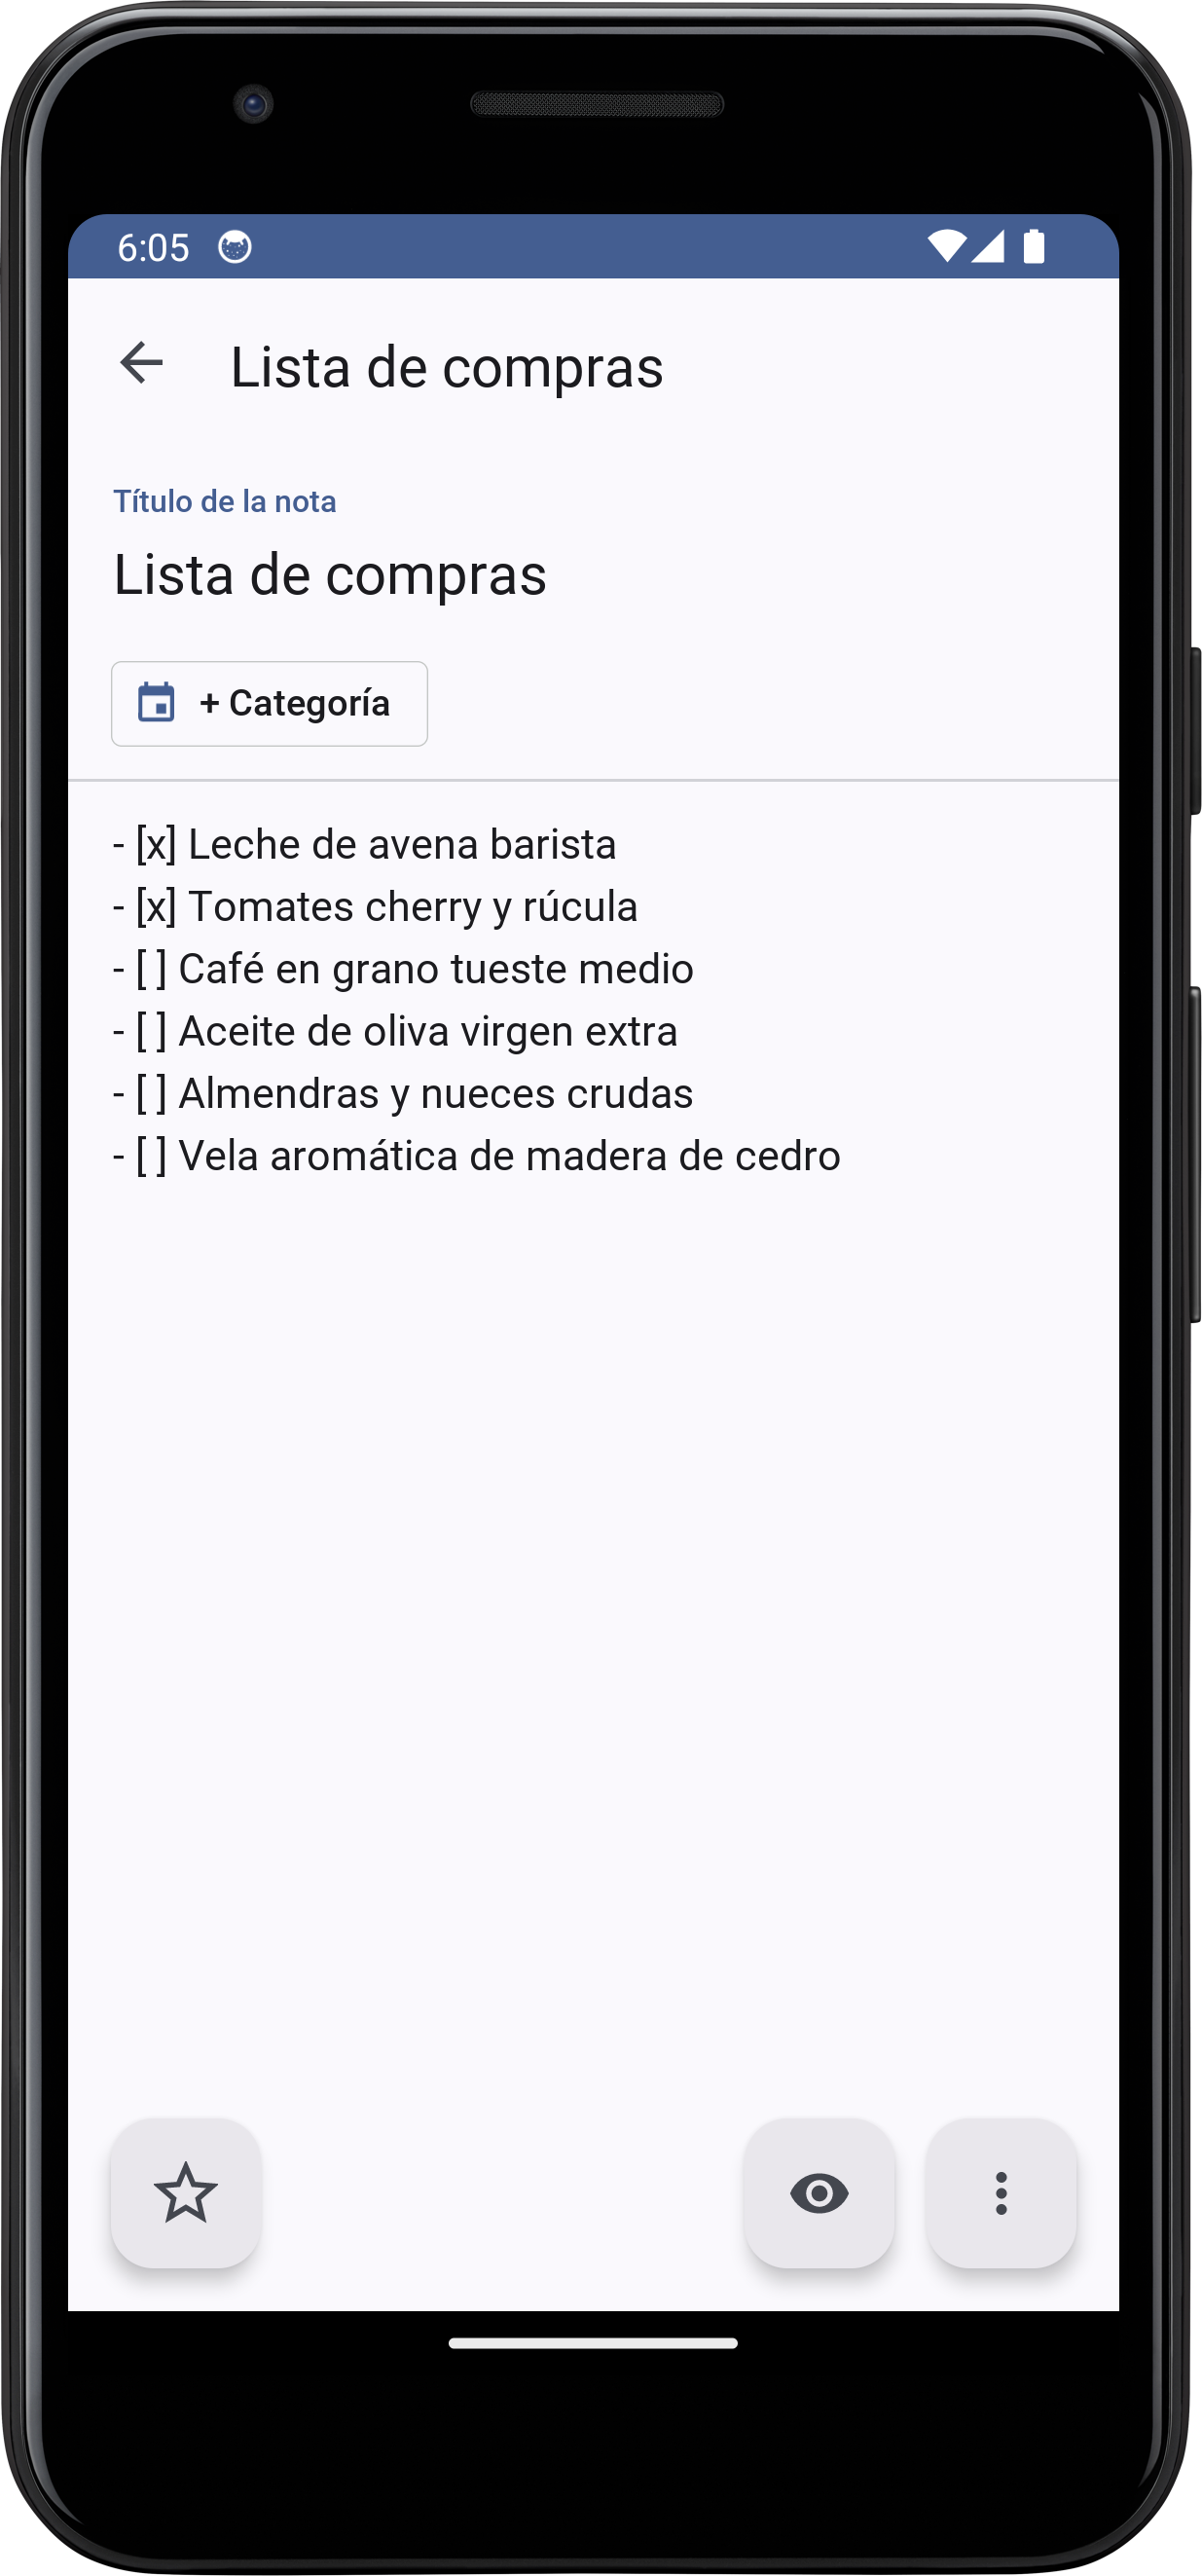 6:05
Lista de compras
Título de la nota
Lista de compras
+ Categoría
- [x] Leche de avena barista
- [x] Tomates cherry y rúcula
- [ ] Café en grano tueste medio
- [ ] Aceite de oliva virgen extra
- [ ] Almendras y nueces crudas
- [ ] Vela aromática de madera de cedro